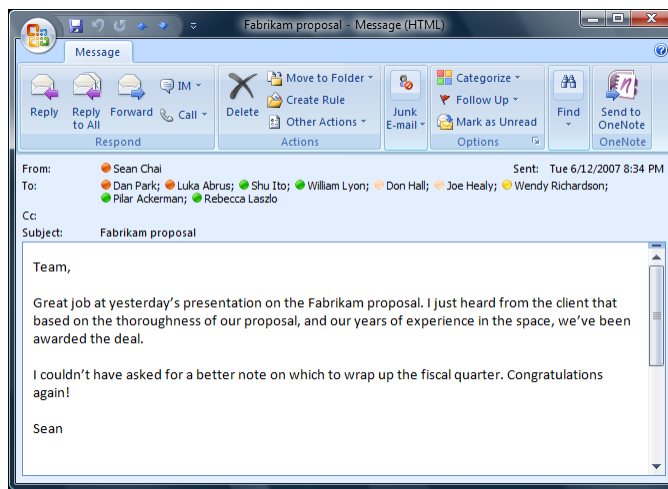 Fabrikam proposal - Message (HTML)
Message
Reply
Reply to All
Forward
IM
Call
Respond
Delete
Move to Folder
Create Rule
Other Actions
Actions
Junk E-mail
Categorize
Follow Up
Mark as Unread
Options
Find
Send to OneNote
OneNote
From: Sean Chai Sent: Tue 6/12/2007 8:34 PM
To: Dan Park; Luka Abrus; Shu Ito; William Lyon; Don Hall; Joe Healy; Wendy Richardson;
Pilar Ackerman; Rebecca Laszlo
Cc:
Subject: Fabrikam proposal
Team,
Great job at yesterday's presentation on the Fabrikam proposal. I just heard from the client that
based on the thoroughness of our proposal, and our years of experience in the space, we've been
awarded the deal.
I couldn't have asked for a better note on which to wrap up the fiscal quarter. Congratulations
again!
Sean